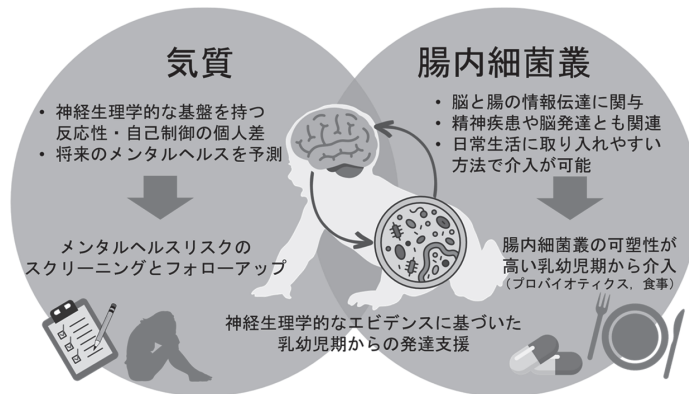 気質
・神経生理学的な基盤を持つ
反応性・自己制御の個人差
・将来のメンタルヘルスを予測
メンタルヘルスリスクの
スクリーニングとフォローアップ
腸内細菌叢
・脳と腸の情報伝達に関与
・精神疾患や脳発達とも関連
・日常生活に取り入れやすい
方法で介入が可能
腸内細菌叢の可塑性が
高い乳幼児期から介入
(プロバイオティクス,食事)
神経生理学的なエビデンスに基づいた
乳幼児期からの発達支援